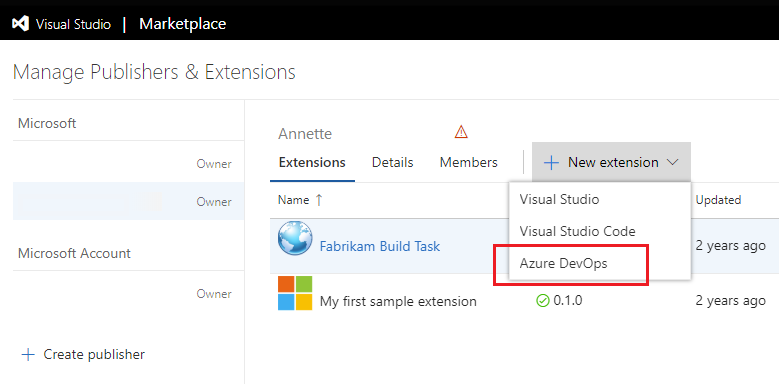 Visual Studio | Marketplace
Manage Publishers & Extensions
Microsoft
Owner
Owner
Microsoft Account
Owner
+ Create publisher
Annette
Extensions Details Members + New extension
Visual Studio
Visual Studio Code
Azure DevOps
Name ↑ Updated
Fabrikam Build Task 2 years ago
My first sample extension 0.1.0 2 years ago